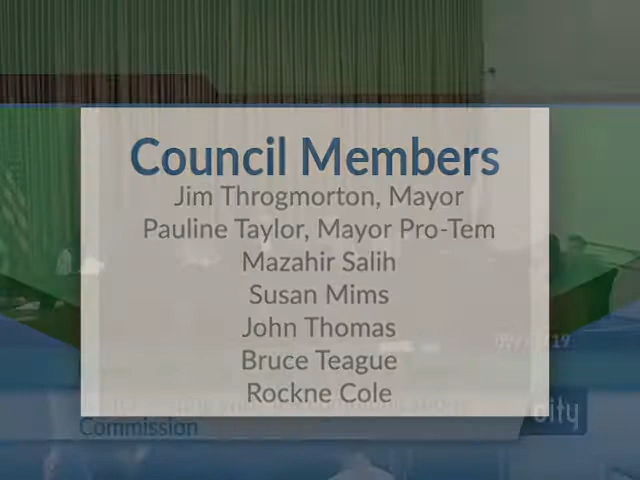 Council Members
Jim Throgmorton, Mayor
Pauline Taylor, Mayor Pro-Tem
Mazahir Salih
Susan Mims
John Thomas
Bruce Teague
Rockne Cole
city
Commission